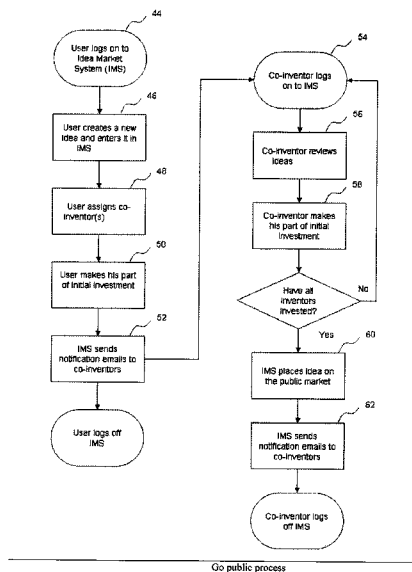 44
User logs on to
Idea Market
System (IMS)
46
User creates a new
idea and enters it in
IMS
48
User assigns co-
inventor(s)
50
User makes his part
of initial investment
52
IMS sends
notification emails to
co-inventors
User logs off
IMS
54
Co-inventor logs
on to IMS
56
Co-inventor reviews
ideas
58
Co-inventor makes
his part of initial
investment
Have all
inventors
invested?
No
Yes
60
IMS places idea on
the public market
62
IMS sends
notification emails to
co-inventors
Co-inventor logs
off IMS
Go public process